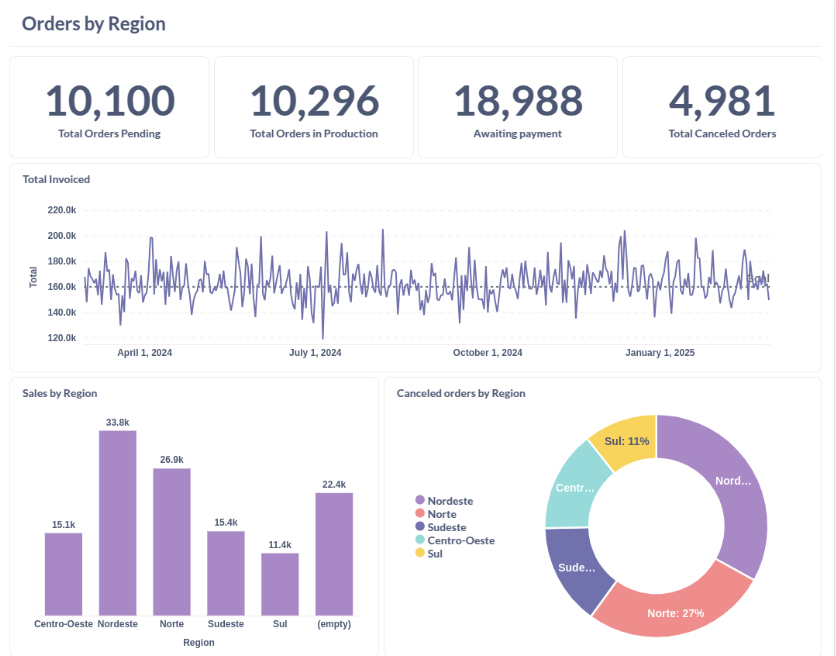 Orders by Region
10,100
Total Orders Pending
10,296
Total Orders in Production
18,988
Awaiting payment
4,981
Total Canceled Orders
Total Invoiced
Total
220.0k
200.0k
180.0k
160.0k
140.0k
120.0k
April 1, 2024
July 1, 2024
October 1, 2024
January 1, 2025
Sales by Region
15.1k
33.8k
26.9k
15.4k
11.4k
22.4k
Centro-Oeste
Nordeste
Norte
Sudeste
Sul
(empty)
Region
Canceled orders by Region
Nordeste
Norte
Sudeste
Centro-Oeste
Sul
Sul: 11%
Nord…
Centr…
Sude…
Norte: 27%